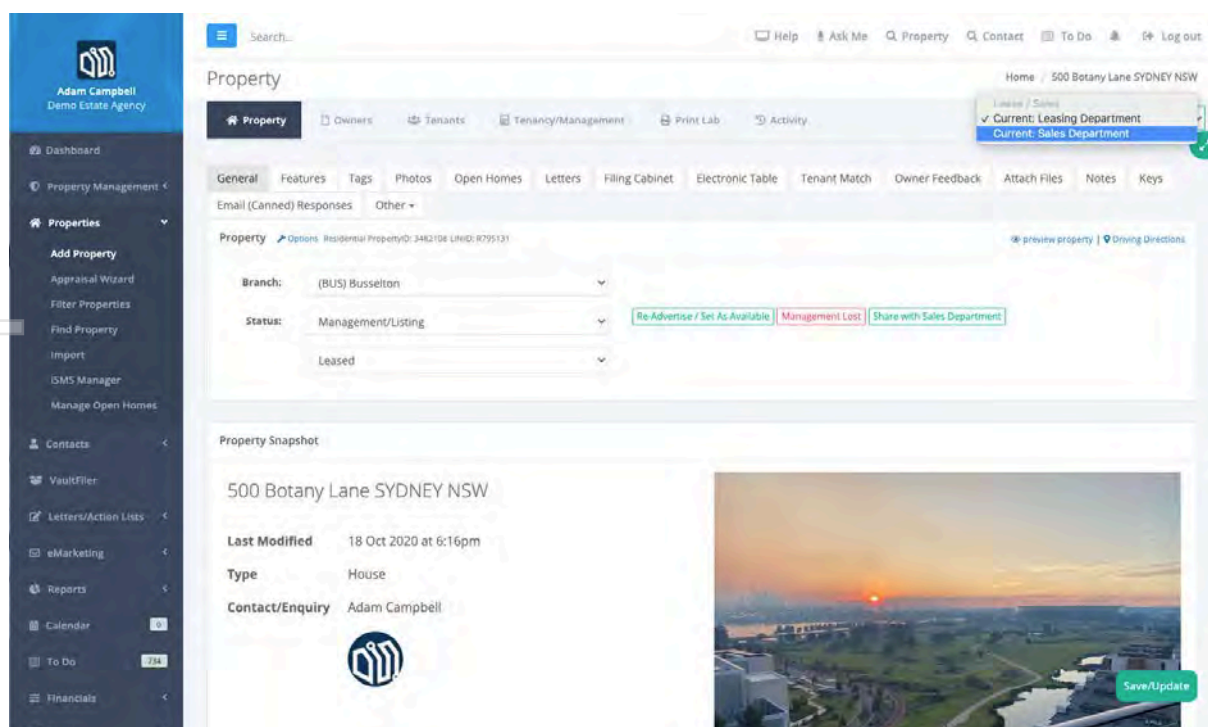 Search...
Help Ask Me Property Contact To Do Log out
Adam Campbell
Demo Estate Agency
Property
Home / 500 Botany Lane SYDNEY NSW
Lease / Sales
✓ Current: Leasing Department
Current: Sales Department
Property Owners Tenants Tenancy/Management Print Lab Activity
Dashboard
Property Management
Properties
Add Property
Appraisal Wizard
Filter Properties
Find Property
Import
iSMS Manager
Manage Open Homes
Contacts
VaultFiler
Letters/Action Lists
eMarketing
Reports
Calendar 0
To Do 734
Financials
General Features Tags Photos Open Homes Letters Filing Cabinet Electronic Table Tenant Match Owner Feedback Attach Files Notes Keys
Email (Canned) Responses Other
Property Options Residential PropertyID: 3482108 LifeID: R795131 preview property | Driving Directions
Branch: (BUS) Busselton
Status: Management/Listing Re-Advertise / Set As Available Management Lost Share with Sales Department
Leased
Property Snapshot
500 Botany Lane SYDNEY NSW
Last Modified 18 Oct 2020 at 6:16pm
Type House
Contact/Enquiry Adam Campbell
Save/Update